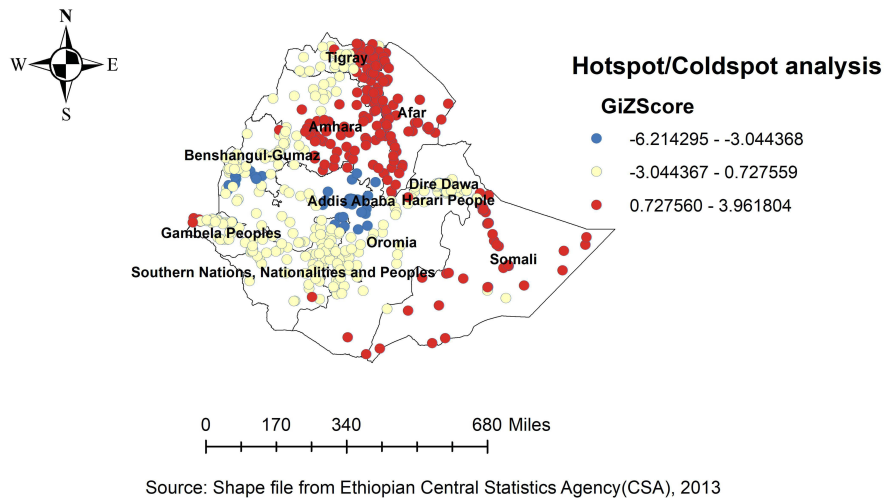 N
W E
S
Hotspot/Coldspot analysis
GiZScore
-6.214295 - -3.044368
-3.044367 - 0.727559
0.727560 - 3.961804
Tigray
Afar
Amhara
Benshangul-Gumaz
Dire Dawa
Addis Ababa Harari People
Gambela Peoples
Oromia
Somali
Southern Nations, Nationalities and Peoples
0 170 340 680 Miles
Source: Shape file from Ethiopian Central Statistics Agency(CSA), 2013